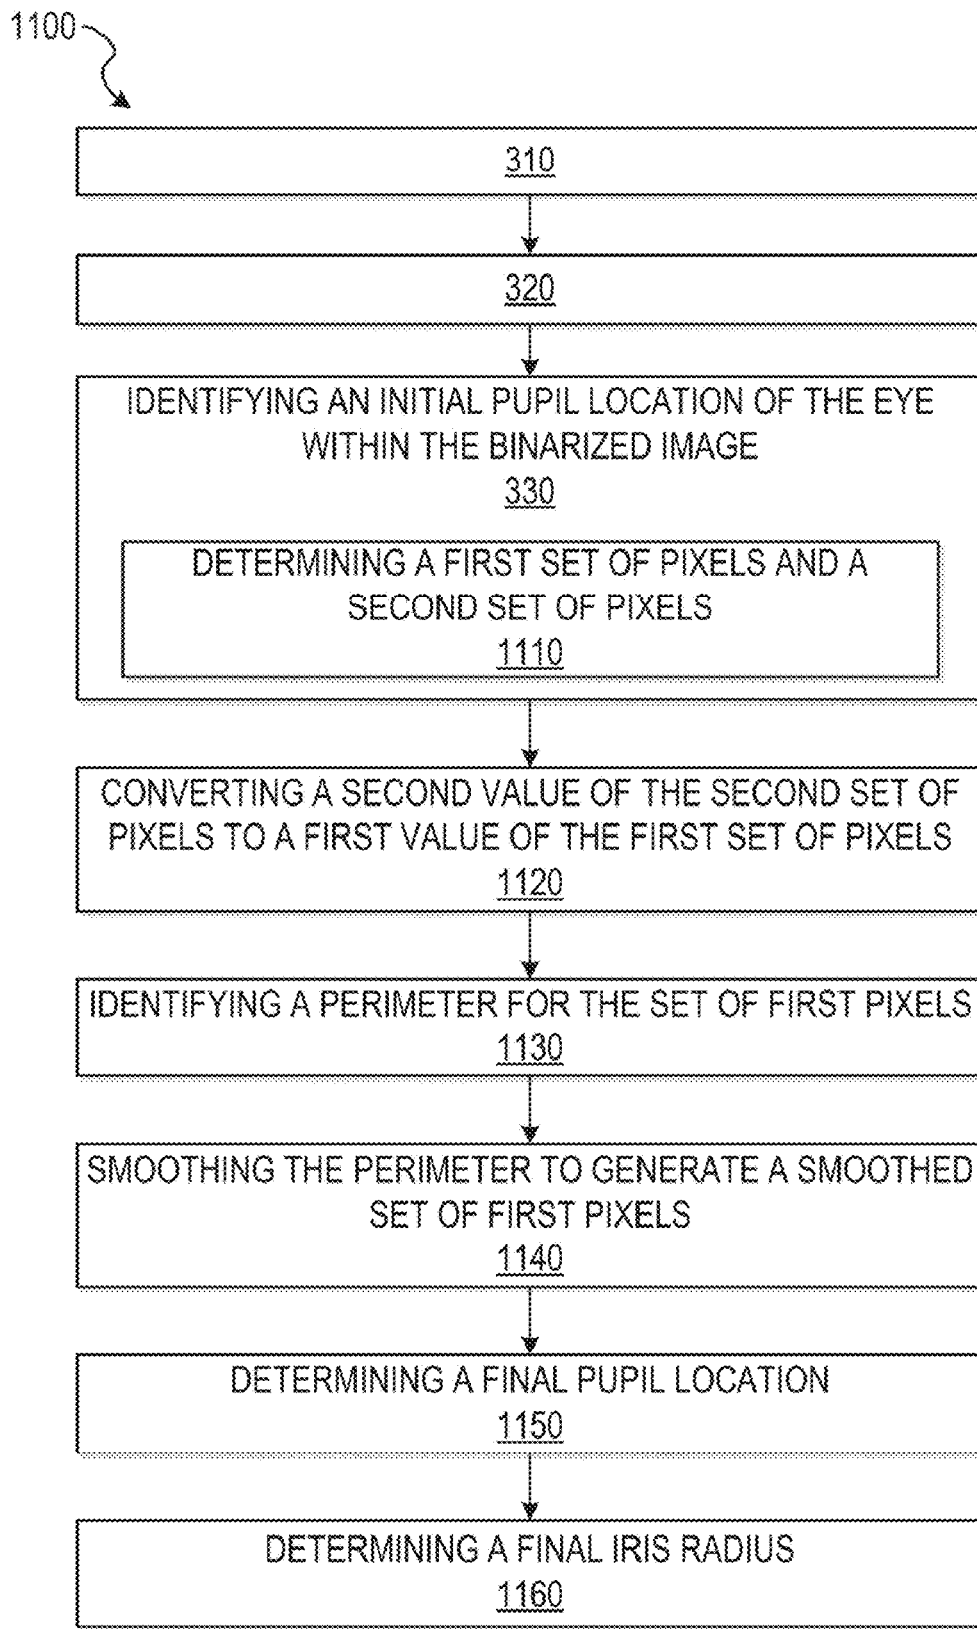 1100
310
320
IDENTIFYING AN INITIAL PUPIL LOCATION OF THE EYE
WITHIN THE BINARIZED IMAGE
330
DETERMINING A FIRST SET OF PIXELS AND A
SECOND SET OF PIXELS
1110
CONVERTING A SECOND VALUE OF THE SECOND SET OF
PIXELS TO A FIRST VALUE OF THE FIRST SET OF PIXELS
1120
IDENTIFYING A PERIMETER FOR THE SET OF FIRST PIXELS
1130
SMOOTHING THE PERIMETER TO GENERATE A SMOOTHED
SET OF FIRST PIXELS
1140
DETERMINING A FINAL PUPIL LOCATION
1150
DETERMINING A FINAL IRIS RADIUS
1160